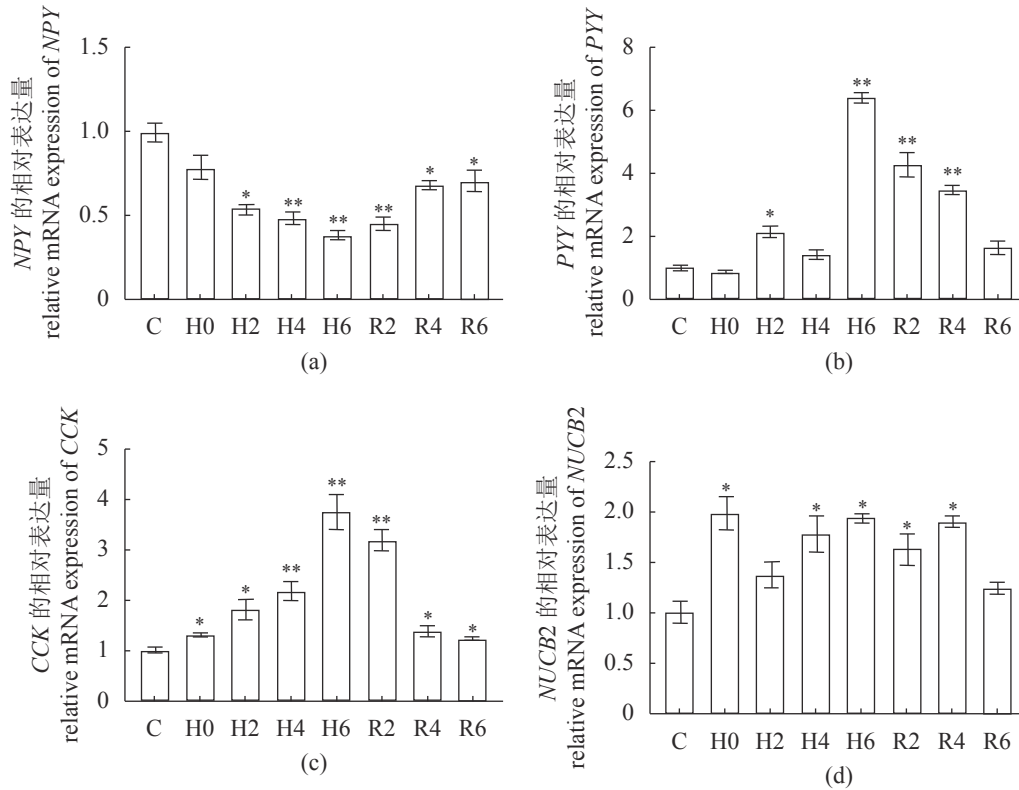 NPY 的相对表达量
relative mRNA expression of NPY
1.5
1.0
0.5
0
*
**
**
**
*
*
C H0 H2 H4 H6 R2 R4 R6
(a)
PYY 的相对表达量
relative mRNA expression of PYY
8
6
4
2
0
*
**
**
**
C H0 H2 H4 H6 R2 R4 R6
(b)
CCK 的相对表达量
relative mRNA expression of CCK
5
4
3
2
1
0
*
*
**
**
**
*
*
C H0 H2 H4 H6 R2 R4 R6
(c)
NUCB2 的相对表达量
relative mRNA expression of NUCB2
2.5
2.0
1.5
1.0
0.5
0
*
*
*
*
*
C H0 H2 H4 H6 R2 R4 R6
(d)